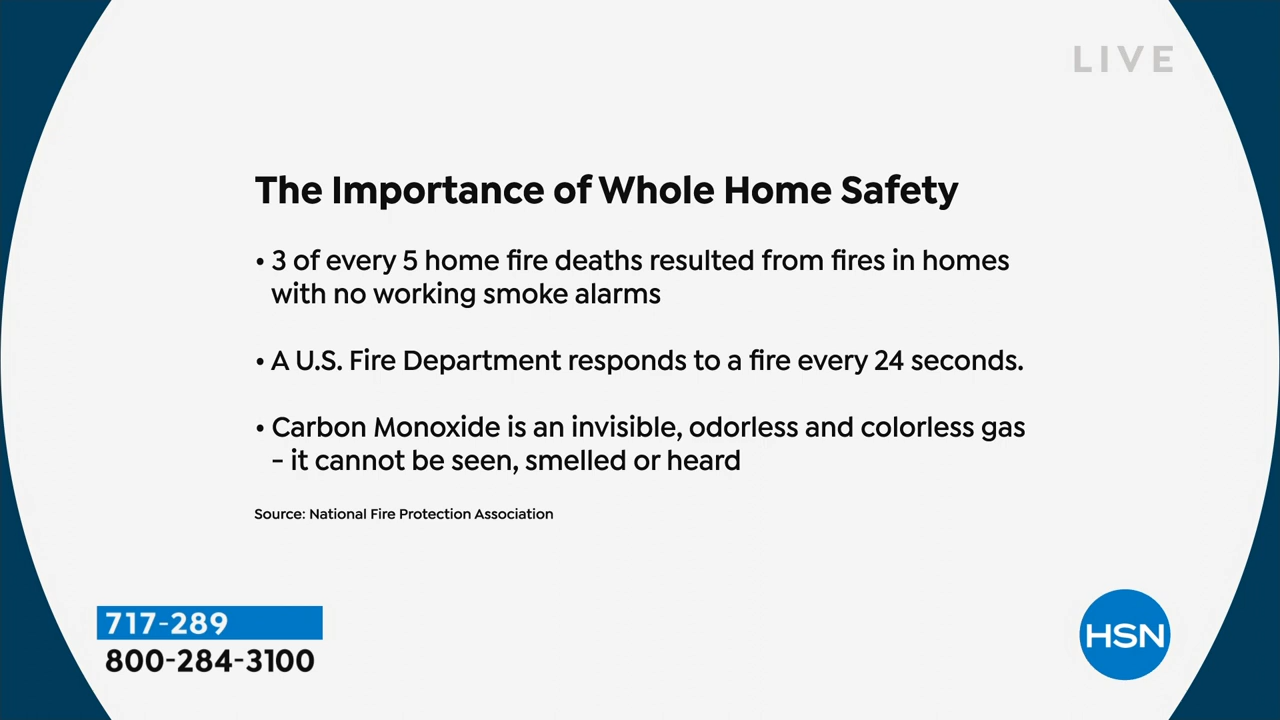 LIVE
The Importance of Whole Home Safety
• 3 of every 5 home fire deaths resulted from fires in homes
with no working smoke alarms
• A U.S. Fire Department responds to a fire every 24 seconds.
• Carbon Monoxide is an invisible, odorless and colorless gas
- it cannot be seen, smelled or heard
Source: National Fire Protection Association
717-289
800-284-3100
HSN